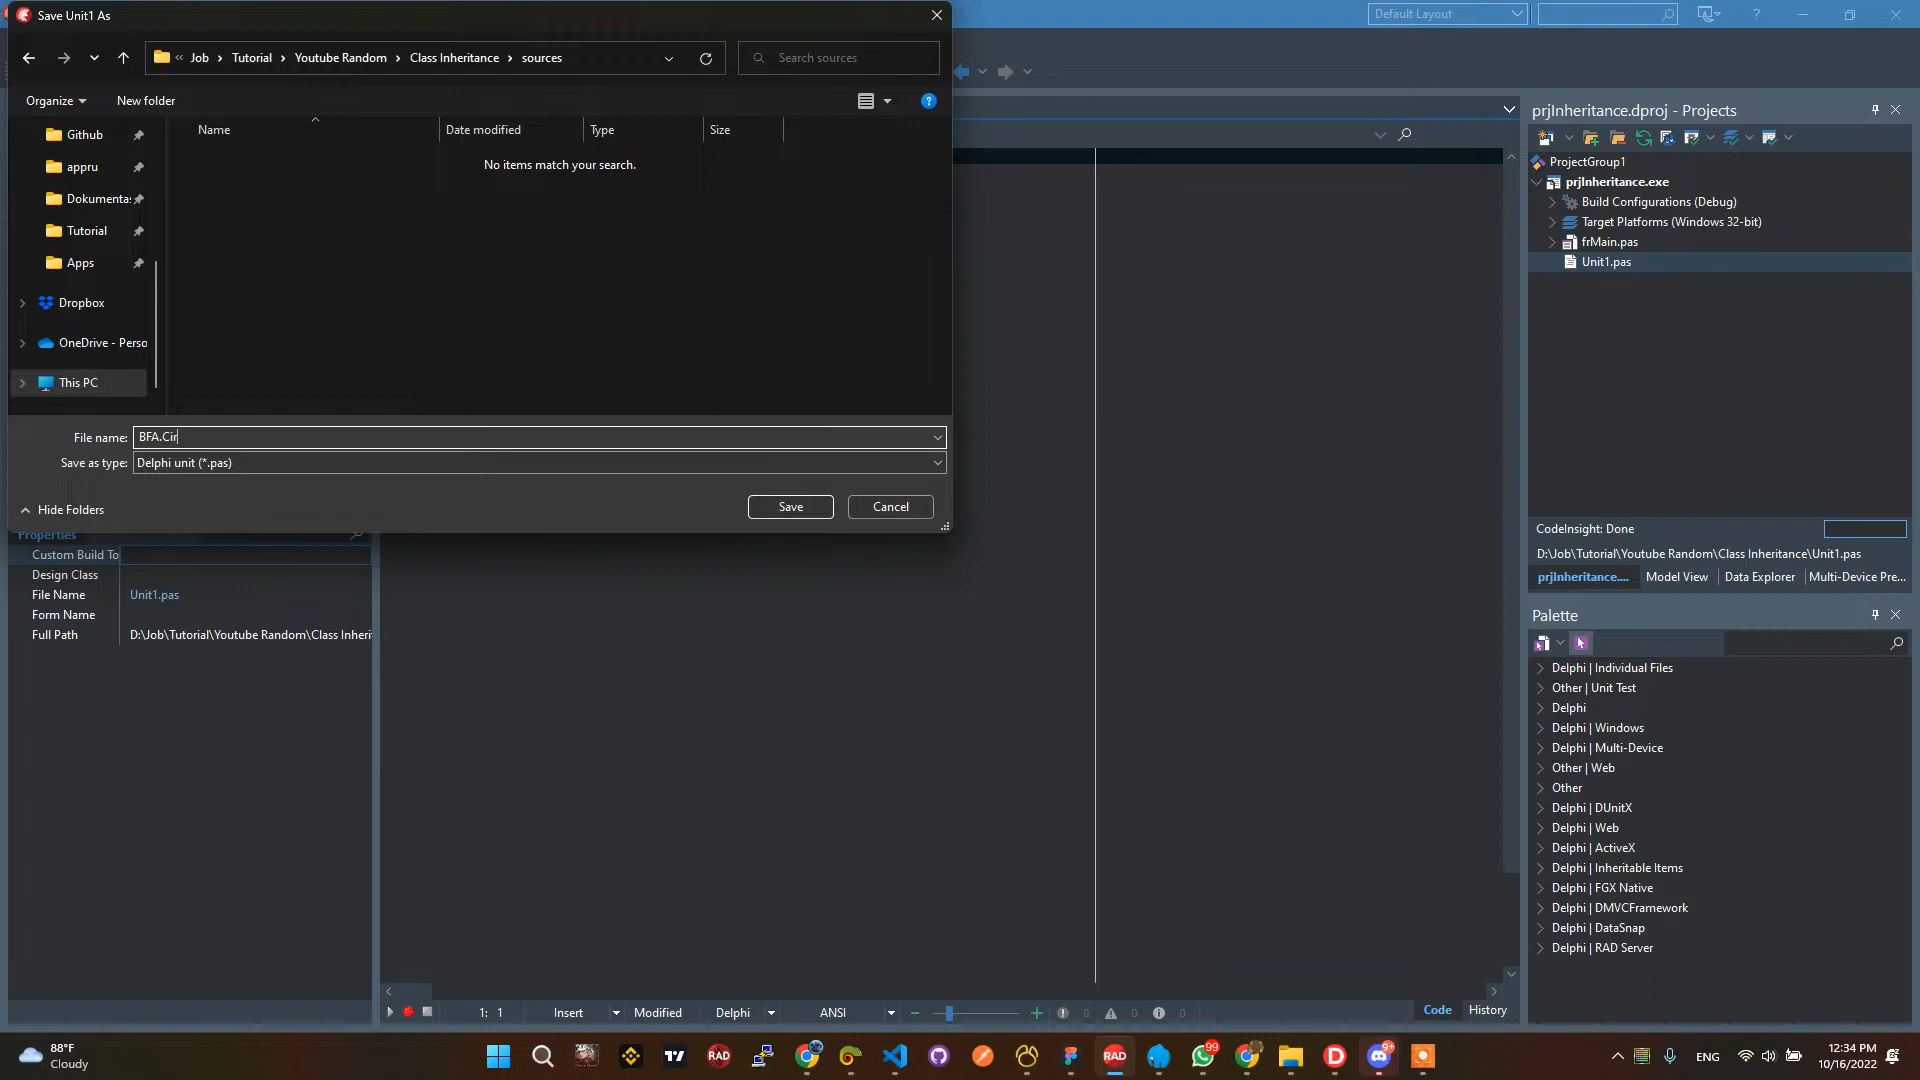 Save Unit1 As
Default Layout
« Job › Tutorial › Youtube Random › Class Inheritance › sources
Search sources
Organize
New folder
Github
appru
Dokumenta
Tutorial
Apps
Dropbox
OneDrive - Perso
This PC
Name
Date modified
Type
Size
No items match your search.
File name: BFA.Cir
Save as type: Delphi unit (*.pas)
Hide Folders
Save
Cancel
Properties
Custom Build To
Design Class
File Name Unit1.pas
Form Name
Full Path D:\Job\Tutorial\Youtube Random\Class Inheri
1: 1
Insert
Modified
Delphi
ANSI
0
0
0
Code
History
prjInheritance.dproj - Projects
ProjectGroup1
prjInheritance.exe
Build Configurations (Debug)
Target Platforms (Windows 32-bit)
frMain.pas
Unit1.pas
CodeInsight: Done
D:\Job\Tutorial\Youtube Random\Class Inheritance\Unit1.pas
prjInheritance....
Model View
Data Explorer
Multi-Device Pre...
Palette
Delphi | Individual Files
Other | Unit Test
Delphi
Delphi | Windows
Delphi | Multi-Device
Other | Web
Other
Delphi | DUnitX
Delphi | Web
Delphi | ActiveX
Delphi | Inheritable Items
Delphi | FGX Native
Delphi | DMVCFramework
Delphi | DataSnap
Delphi | RAD Server
88°F
Cloudy
RAD
RAD
99
9+
ENG
12:34 PM
10/16/2022